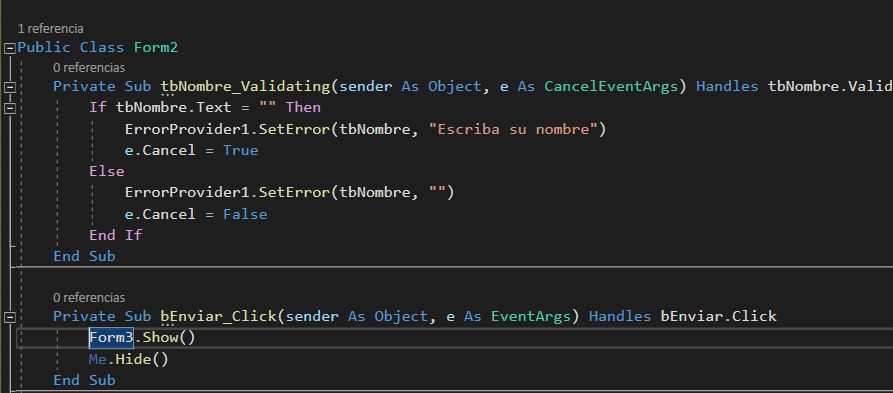 1 referencia
Public Class Form2
0 referencias
Private Sub tbNombre_Validating(sender As Object, e As CancelEventArgs) Handles tbNombre.Valid
If tbNombre.Text = "" Then
ErrorProvider1.SetError(tbNombre, "Escriba su nombre")
e.Cancel = True
Else
ErrorProvider1.SetError(tbNombre, "")
e.Cancel = False
End If
End Sub
0 referencias
Private Sub bEnviar_Click(sender As Object, e As EventArgs) Handles bEnviar.Click
Form3.Show()
Me.Hide()
End Sub